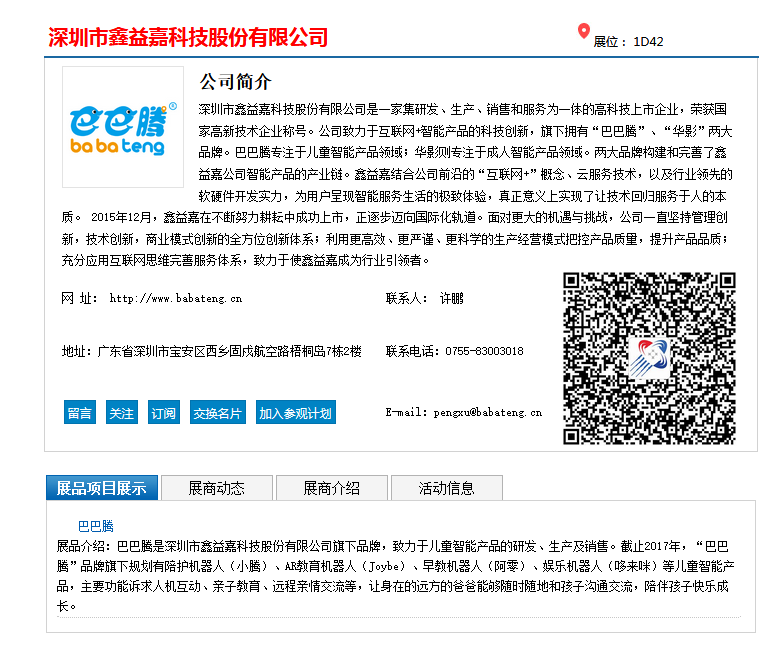 深圳市鑫益嘉科技股份有限公司
展位： 1D42
公司简介
巴巴腾®
babateng
深圳市鑫益嘉科技股份有限公司是一家集研发、生产、销售和服务为一体的高科技上市企业，荣获国
家高新技术企业称号。公司致力于互联网+智能产品的科技创新，旗下拥有“巴巴腾”、“华影”两大
品牌。巴巴腾专注于儿童智能产品领域；华影则专注于成人智能产品领域。两大品牌构建和完善了鑫
益嘉公司智能产品的产业链。鑫益嘉结合公司前沿的“互联网+”概念、云服务技术，以及行业领先的
软硬件开发实力，为用户呈现智能服务生活的极致体验，真正意义上实现了让技术回归服务于人的本
质。 2015年12月，鑫益嘉在不断努力耕耘中成功上市，正逐步迈向国际化轨道。面对更大的机遇与挑战，公司一直坚持管理创
新，技术创新，商业模式创新的全方位创新体系；利用更高效、更严谨、更科学的生产经营模式把控产品质量，提升产品品质；
充分应用互联网思维完善服务体系，致力于使鑫益嘉成为行业引领者。
网 址： http://www.babateng.cn
联系人： 许鹏
地址：广东省深圳市宝安区西乡固戍航空路梧桐岛7栋2楼
联系电话：0755-83003018
留言 关注 订阅 交换名片 加入参观计划
E-mail：pengxu@babateng.cn
展品项目展示 展商动态 展商介绍 活动信息
巴巴腾
展品介绍：巴巴腾是深圳市鑫益嘉科技股份有限公司旗下品牌，致力于儿童智能产品的研发、生产及销售。截止2017年，“巴巴
腾”品牌旗下规划有陪护机器人（小腾）、AR教育机器人（Joybe）、早教机器人（阿零）、娱乐机器人（哆来咪）等儿童智能产
品，主要功能诉求人机互动、亲子教育、远程亲情交流等，让身在的远方的爸爸能够随时随地和孩子沟通交流，陪伴孩子快乐成
长。